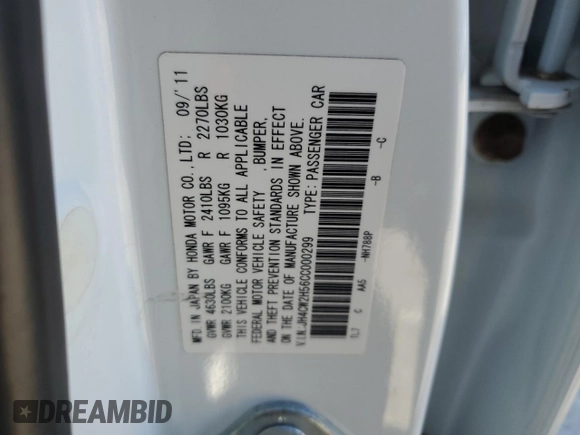 MFD IN JAPAN BY HONDA MOTOR CO.,LTD: 09/'11
GVWR 4630LBS GAWR F 2410LBS R 2270LBS
GVWR 2100KG GAWR F 1095KG R 1030KG
THIS VEHICLE CONFORMS TO ALL APPLICABLE
FEDERAL MOTOR VEHICLE SAFETY ,BUMPER,
AND THEFT PREVENTION STANDARDS IN EFFECT
ON THE DATE OF MANUFACTURE SHOWN ABOVE.
V.I.N:JH4CW2H56CC000299 TYPE:PASSENGER CAR
TL7 C AA5 -NH788P -B -C
DREAMBID